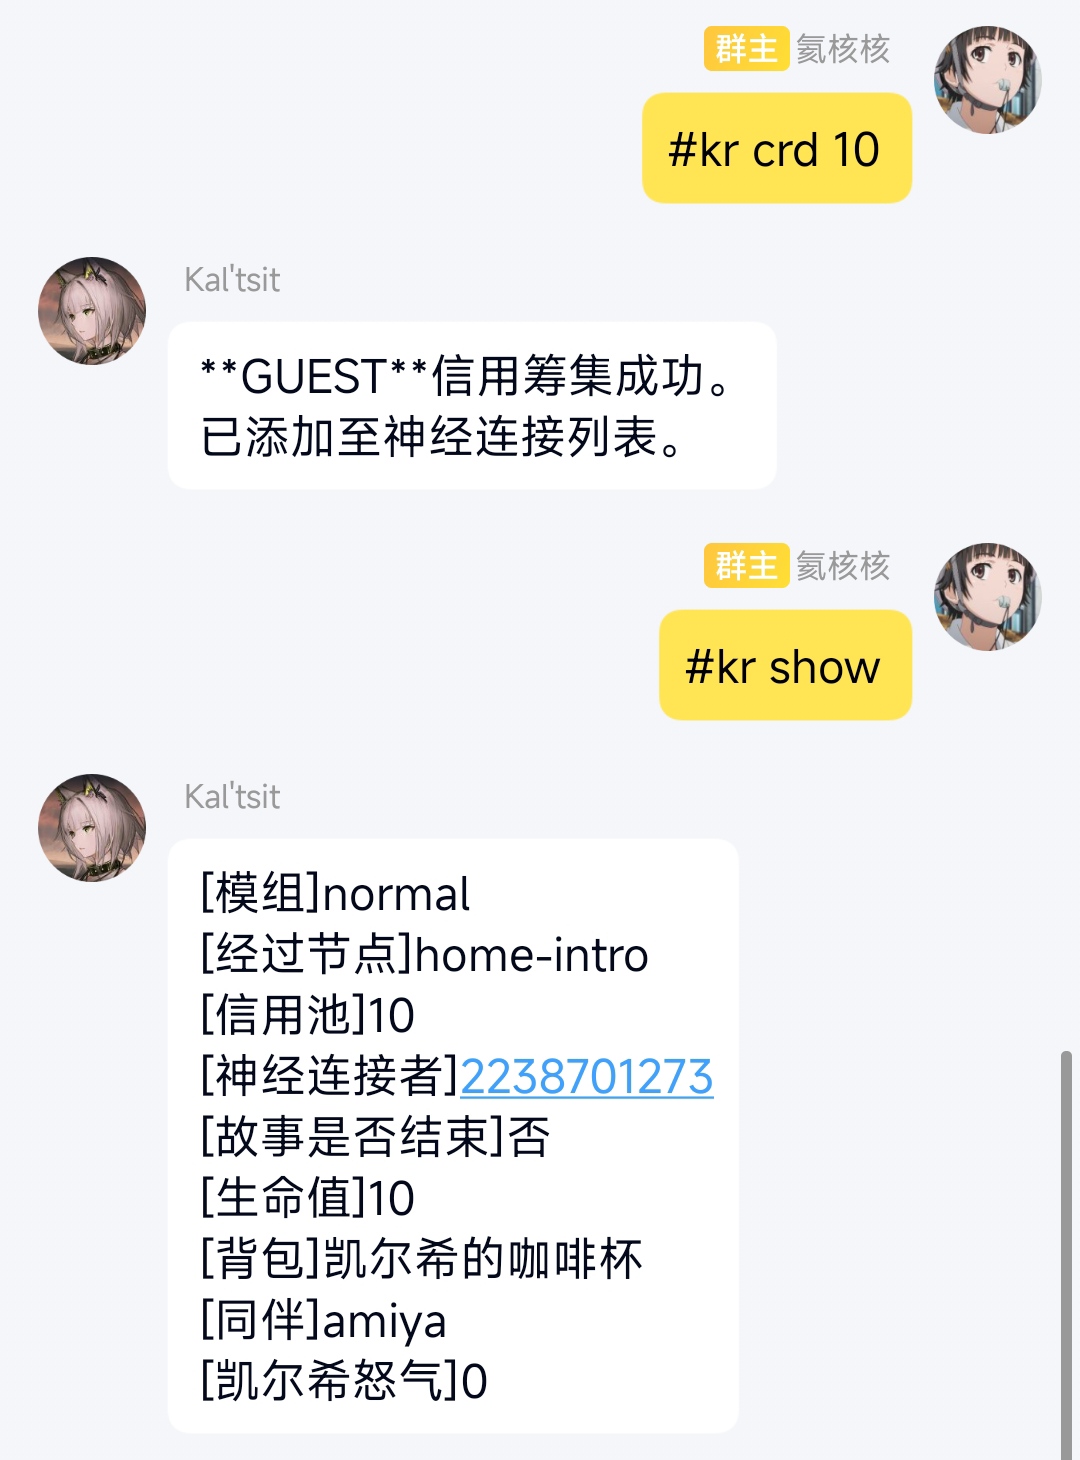 群主 氦核核
#kr crd 10
Kal'tsit
**GUEST**信用筹集成功。
已添加至神经连接列表。
群主 氦核核
#kr show
Kal'tsit
[模组]normal
[经过节点]home-intro
[信用池]10
[神经连接者]2238701273
[故事是否结束]否
[生命值]10
[背包]凯尔希的咖啡杯
[同伴]amiya
[凯尔希怒气]0